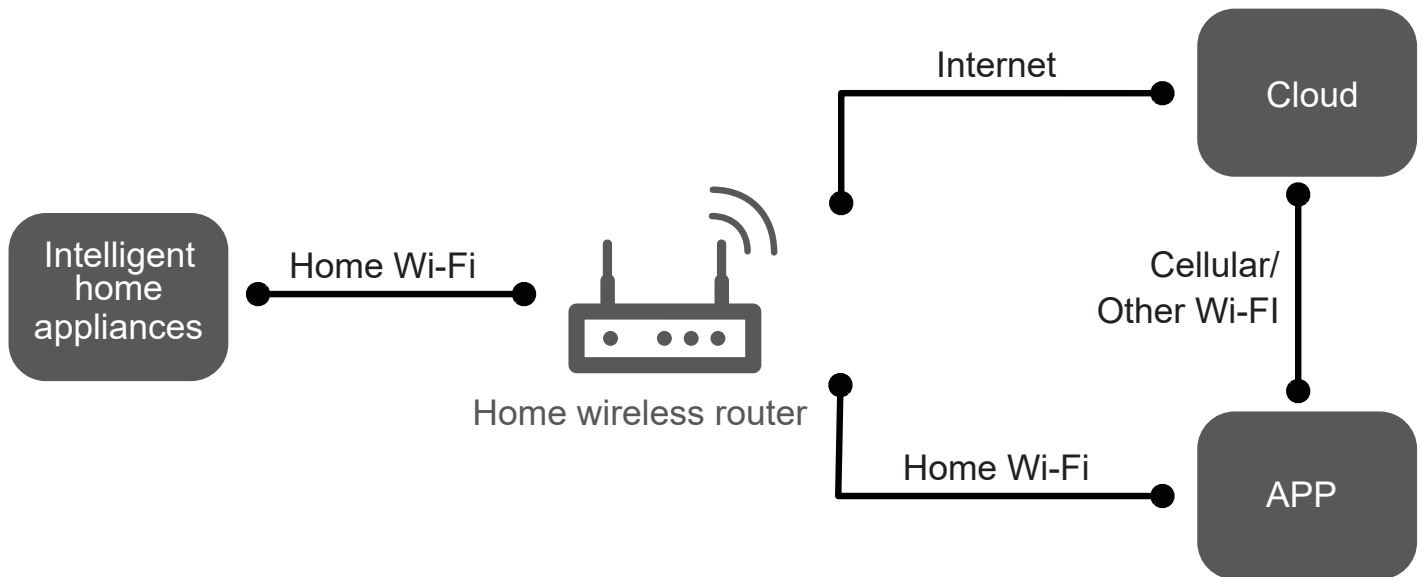 Internet
Cloud
Intelligent
home
appliances
Home Wi-Fi
Cellular/
Other Wi-FI
Home wireless router
Home Wi-Fi
APP